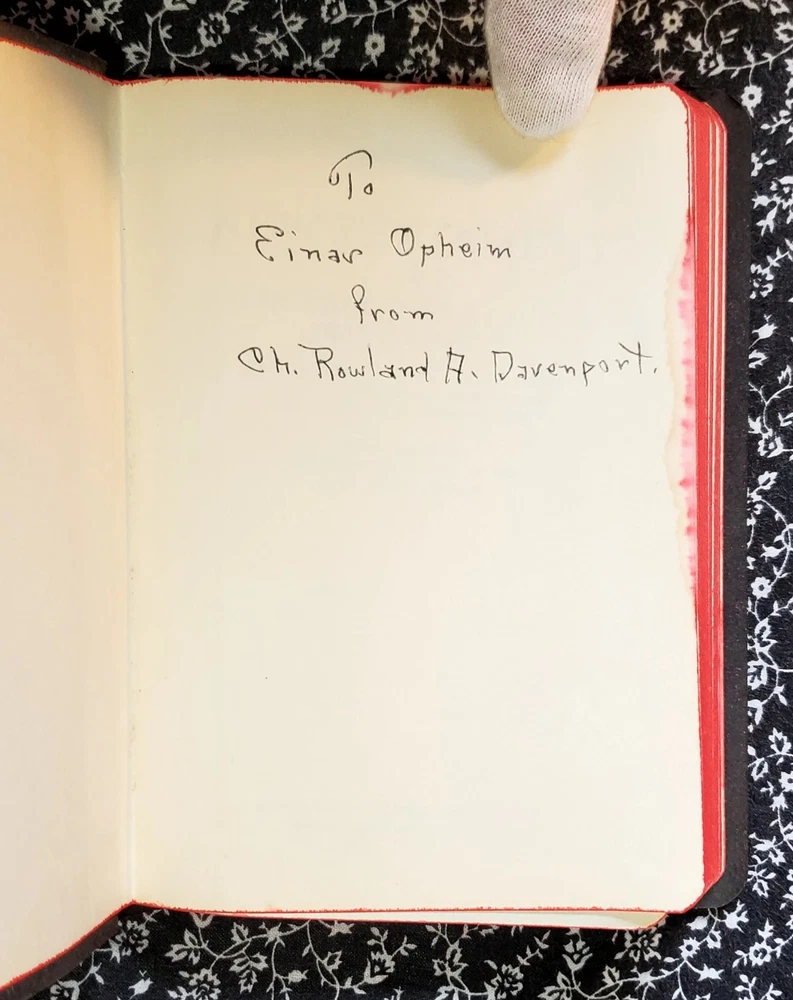 To
Einar Opheim
from
Ch. Rowland A. Davenport.